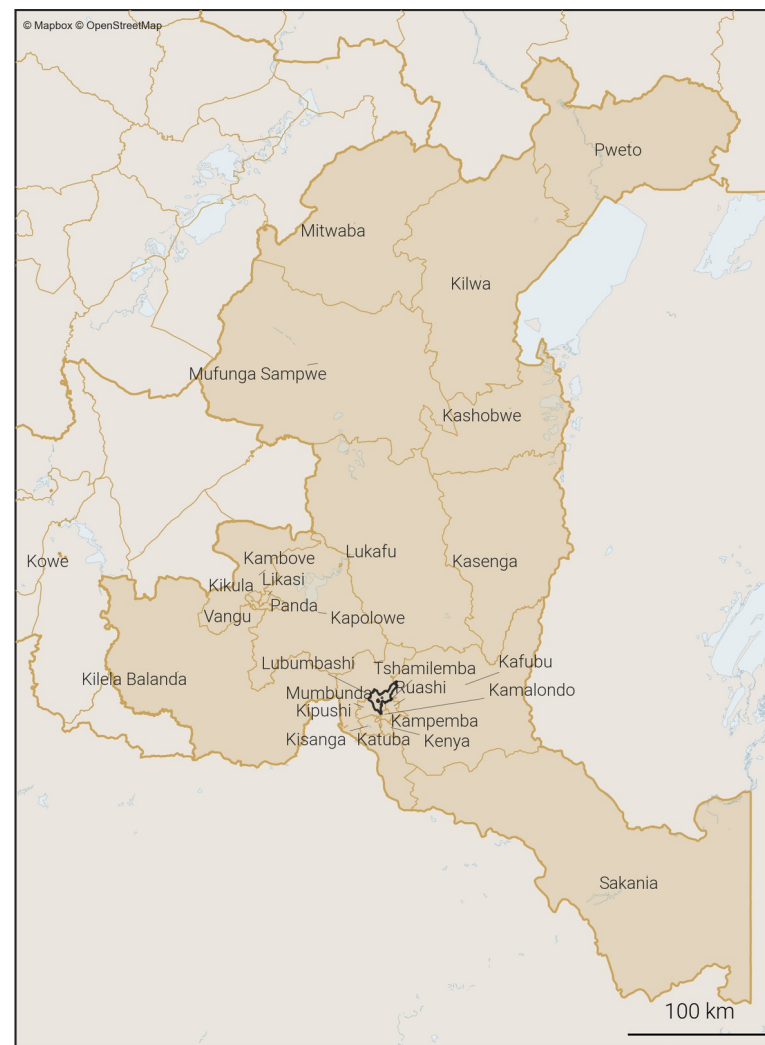 © Mapbox © OpenStreetMap
Pweto
Mitwaba
Kilwa
Mufunga Sampwe
Kashobwe
Lukafu
Kambove
Kowe
Kasenga
Likasi
Kikula
Panda
Vangu
Kapolowe
Lubumbashi
Kafubu
Tshamilemba
Kilela Balanda
Ruashi
Kamalondo
Mumbunda
Kipushi
Kampemba
Kisanga
Katuba
Kenya
Sakania
100 km